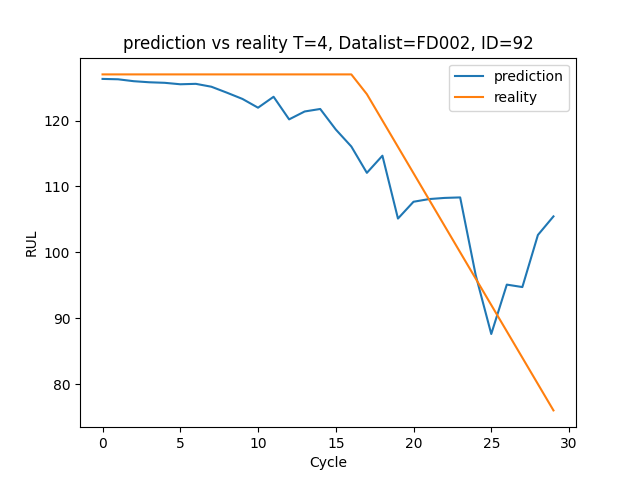 prediction vs reality T=4, Datalist=FD002, ID=92
prediction
reality
120
110
100
90
80
RUL
0 5 10 15 20 25 30
Cycle